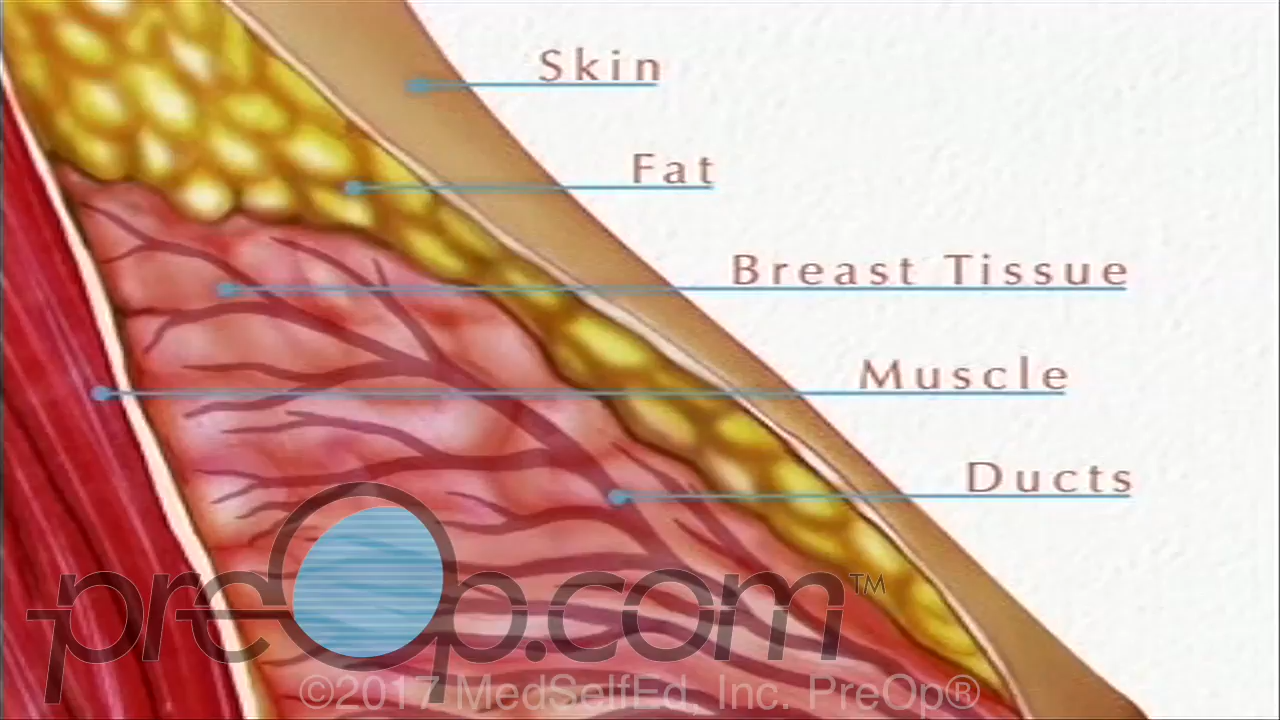 Skin
Fat
Breast Tissue
Muscle
Ducts
preOp.com™
©2017 MedSelfEd, Inc. PreOp®